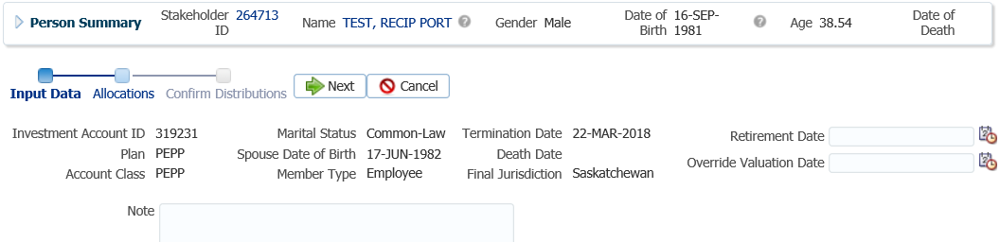 Person Summary Stakeholder ID 264713 Name TEST, RECIP PORT Gender Male Date of Birth 16-SEP-1981 Age 38.54 Date of Death
Input Data Allocations Confirm Distributions Next Cancel
Investment Account ID 319231 Marital Status Common-Law Termination Date 22-MAR-2018 Retirement Date
Plan PEPP Spouse Date of Birth 17-JUN-1982 Death Date Override Valuation Date
Account Class PEPP Member Type Employee Final Jurisdiction Saskatchewan
Note